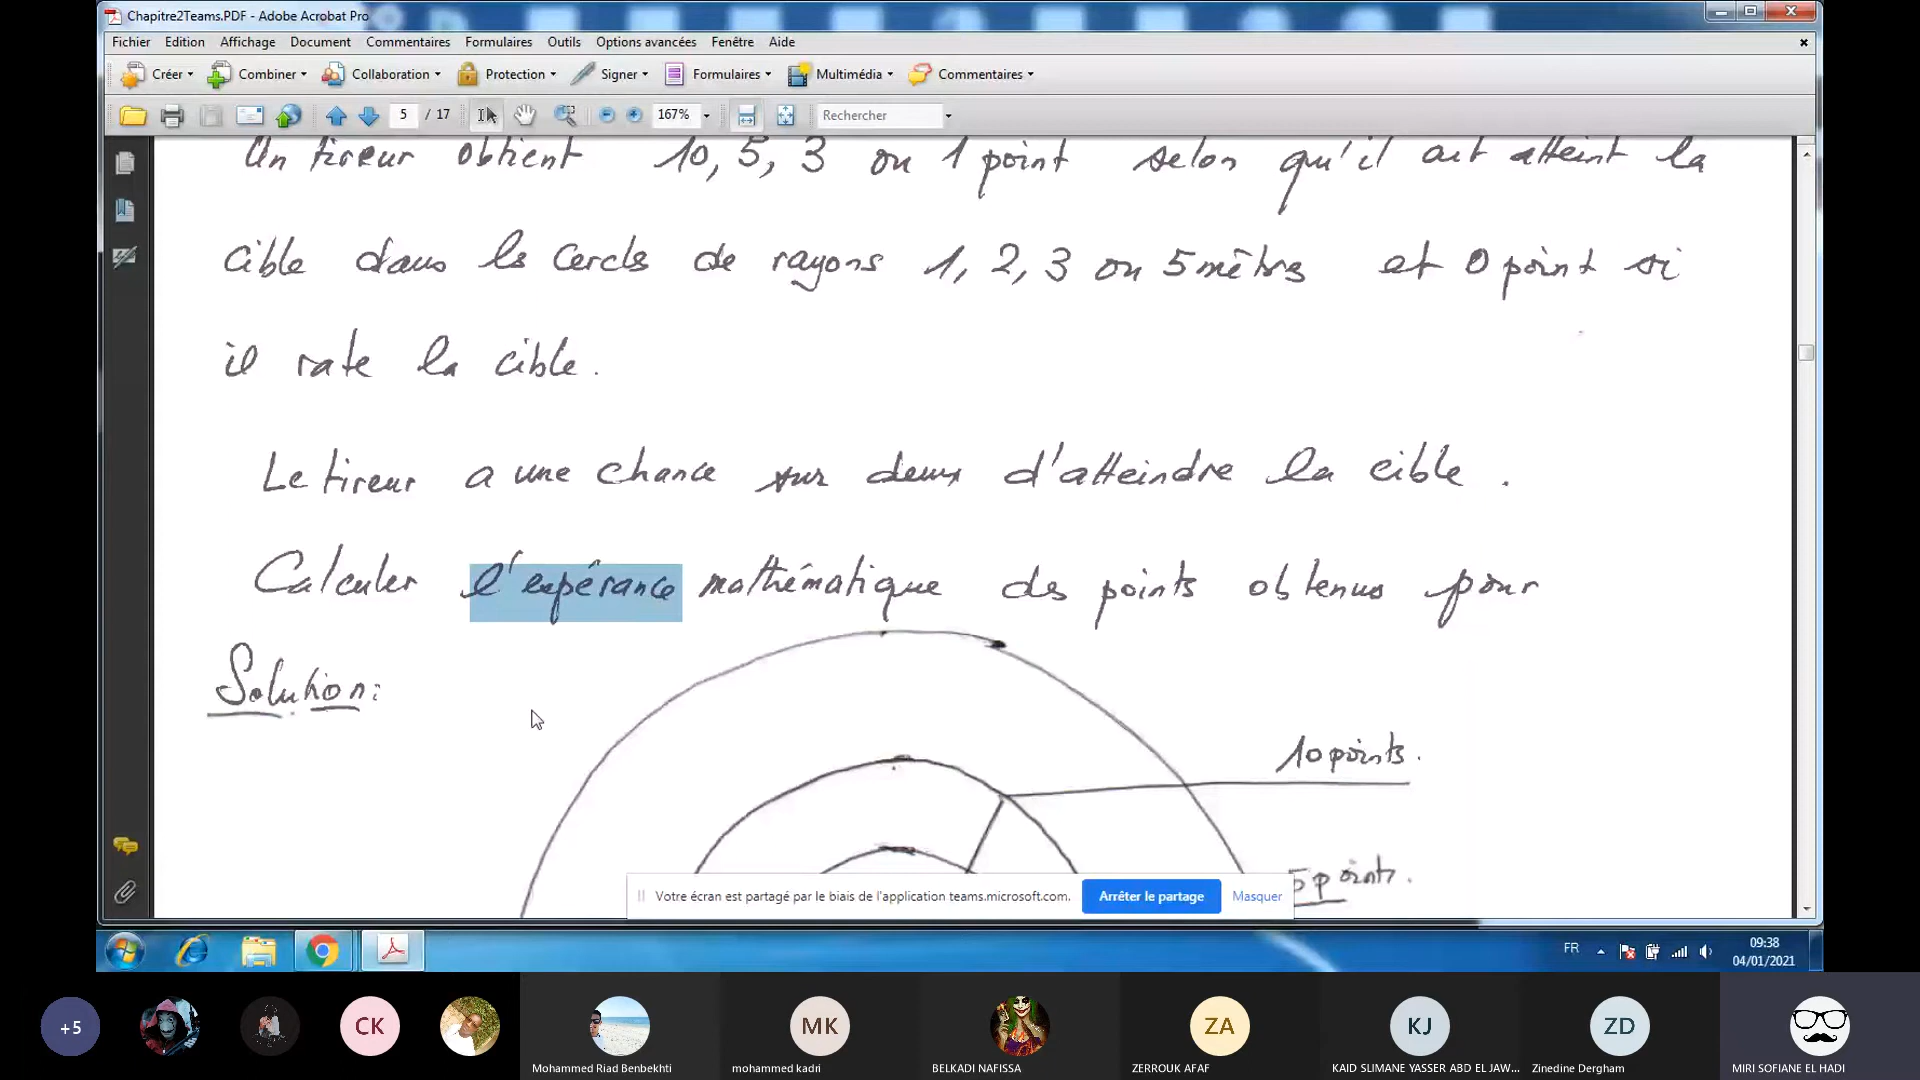 Chapitre2Teams.PDF - Adobe Acrobat Pro
Fichier Edition Affichage Document Commentaires Formulaires Outils Options avancées Fenêtre Aide
Créer Combiner Collaboration Protection Signer Formulaires Multimédia Commentaires
5 / 17 167% Rechercher
Un tireur obtient 10, 5, 3 ou 1 point selon qu'il ait atteint la
cible dans ls cercls de rayons 1, 2, 3 ou 5 mètrs et 0 point si
il rate la cible.
Le tireur a une chance sur deux d'atteindre la cible.
Calculer l'espérance mathématique ds points obtenus pour
Solution:
10 points.
5 points.
Votre écran est partagé par le biais de l'application teams.microsoft.com. Arrêter le partage Masquer
FR 09:38
04/01/2021
+5 CK MK ZA KJ ZD
Mohammed Riad Benbekhti mohammed kadri BELKADI NAFISSA ZERROUK AFAF KAID SLIMANE YASSER ABD EL JAW... Zinedine Dergham MIRI SOFIANE EL HADI